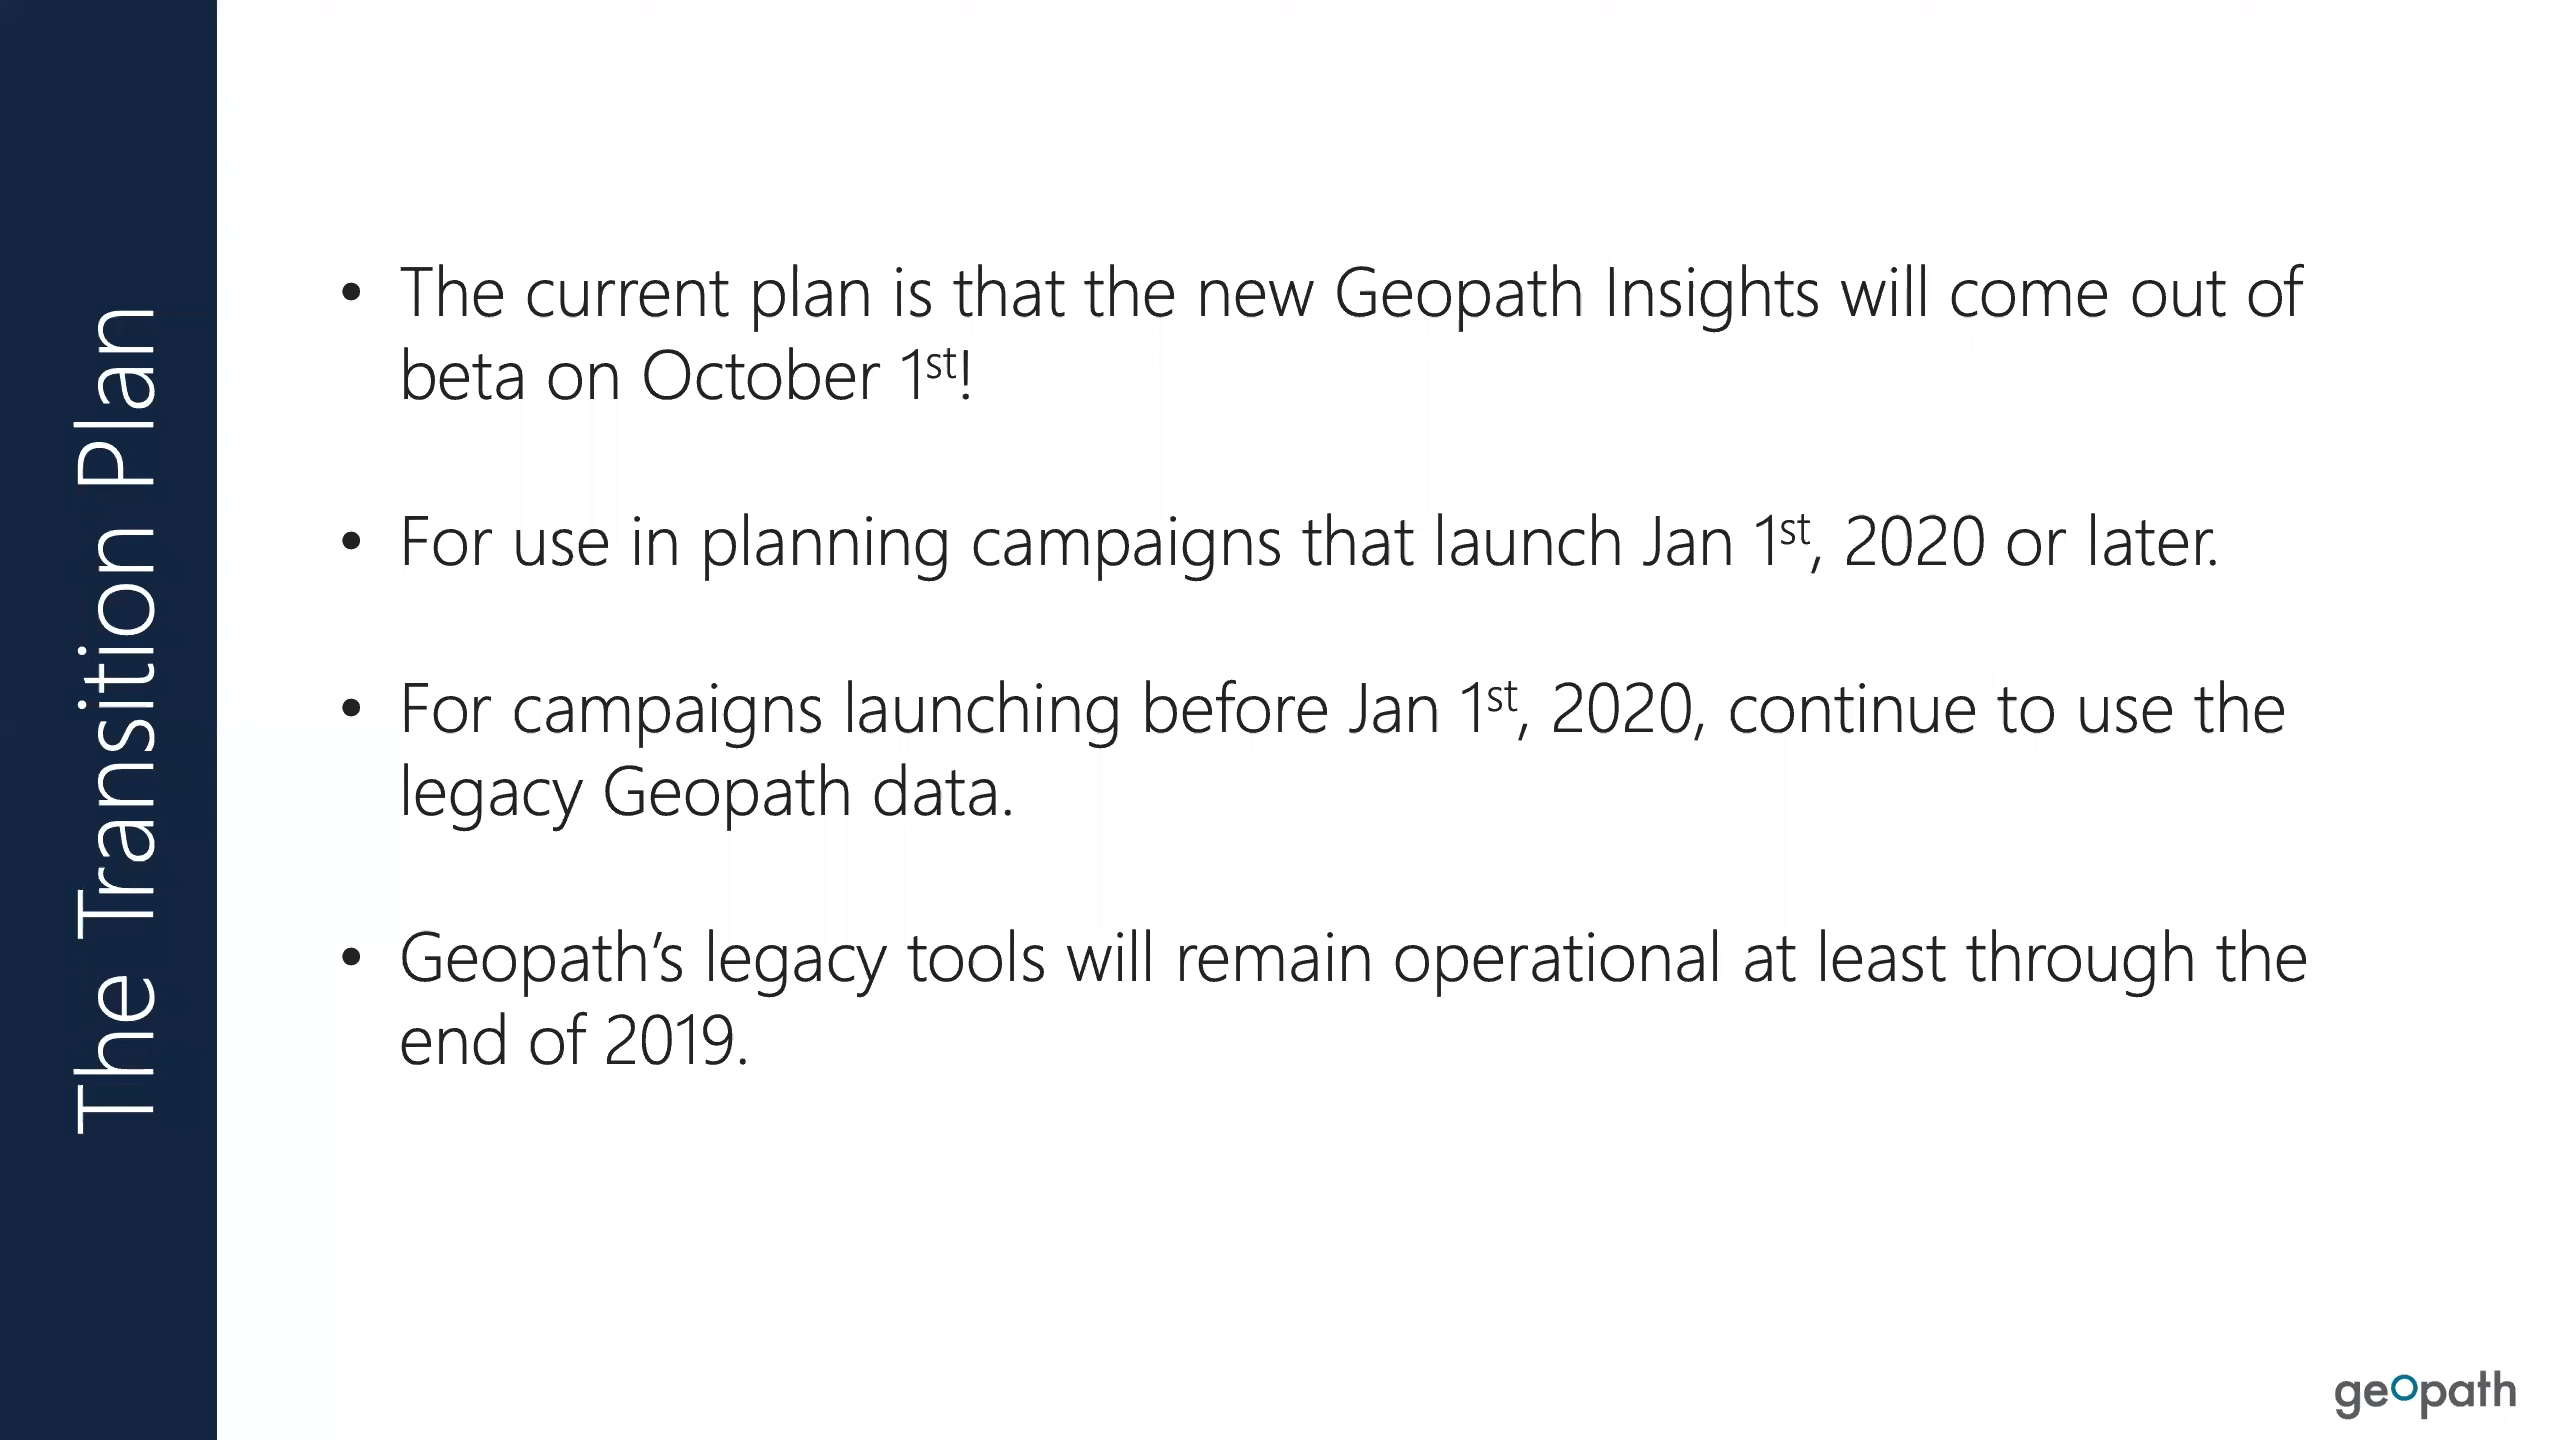 The Transition Plan
• The current plan is that the new Geopath Insights will come out of
beta on October 1st!
• For use in planning campaigns that launch Jan 1st, 2020 or later.
• For campaigns launching before Jan 1st, 2020, continue to use the
legacy Geopath data.
• Geopath’s legacy tools will remain operational at least through the
end of 2019.
geopath